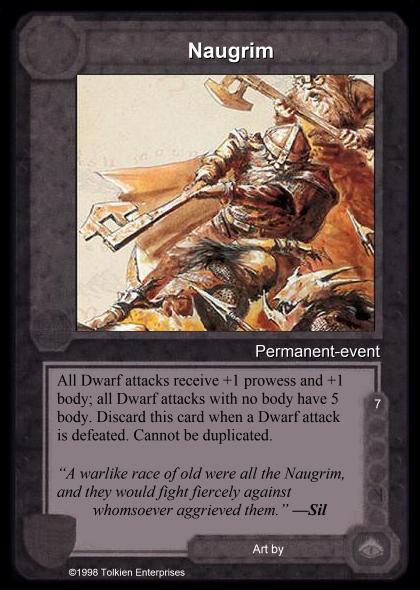 Naugrim
Permanent-event
All Dwarf attacks receive +1 prowess and +1
body; all Dwarf attacks with no body have 5
body. Discard this card when a Dwarf attack
is defeated. Cannot be duplicated.
7
“A warlike race of old were all the Naugrim,
and they would fight fiercely against
whomsoever aggrieved them.” —Sil
Art by
©1998 Tolkien Enterprises